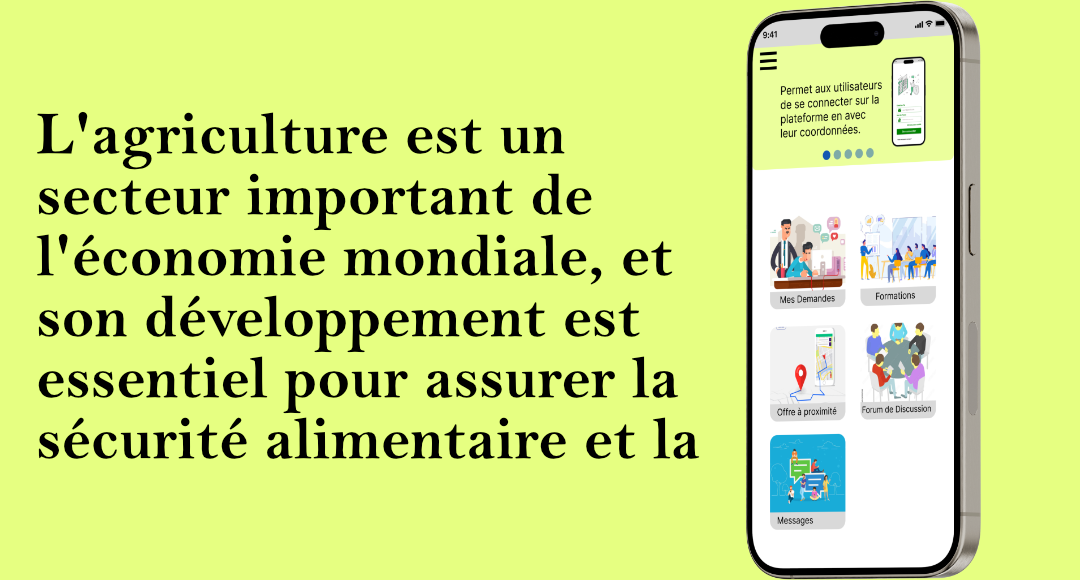 L'agriculture est un
secteur important de
l'économie mondiale, et
son développement est
essentiel pour assurer la
sécurité alimentaire et la
9:41
Permet aux utilisateurs
de se connecter sur la
plateforme en avec
leur coordonnées.
Mes Demandes
Formations
Offre à proximité
Forum de Discussion
Messages